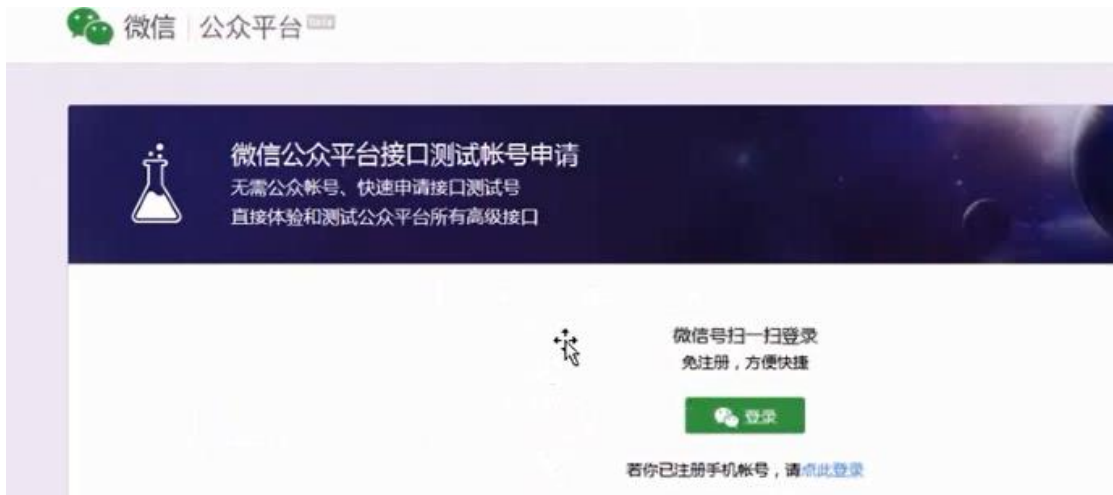 微信 | 公众平台 Beta
微信公众平台接口测试帐号申请
无需公众帐号、快速申请接口测试号
直接体验和测试公众平台所有高级接口
微信号扫一扫登录
免注册，方便快捷
登录
若你已注册手机帐号，请点此登录